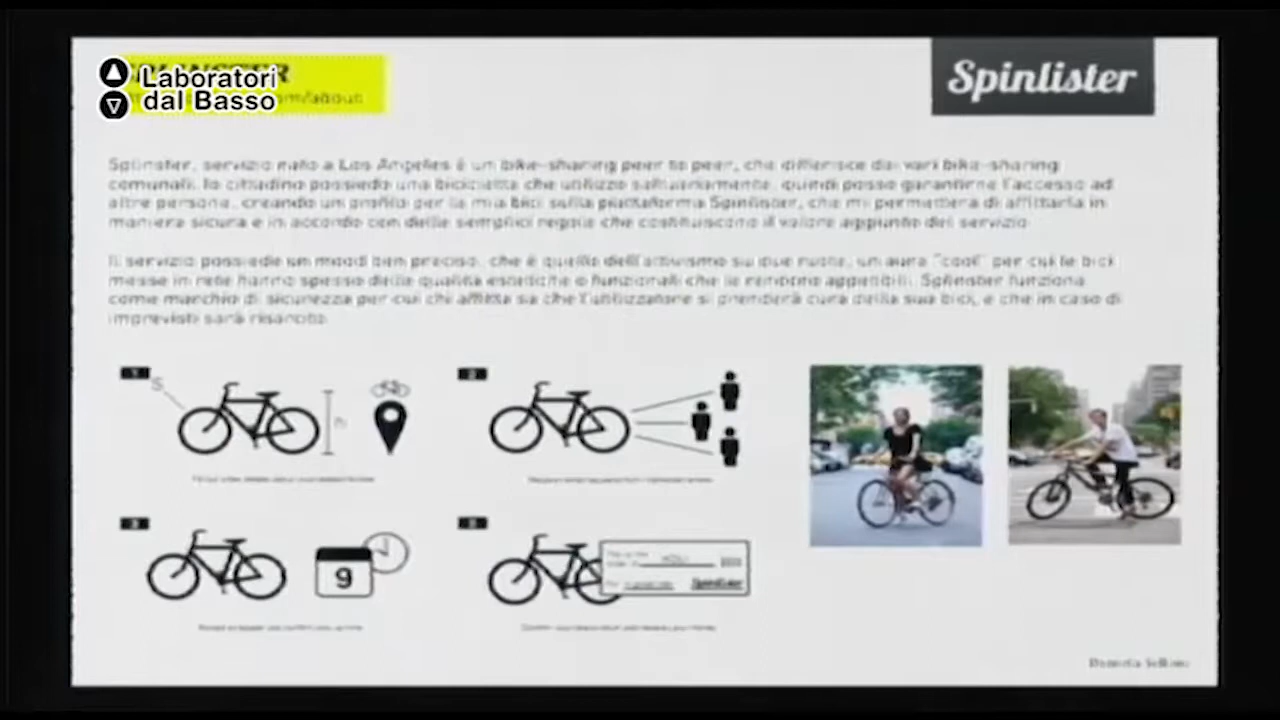 Laboratori
dal Basso
Spinlister
Spinster, servizio nato a Los Angeles è un bike-sharing peer to peer, che differisce dai vari bike-sharing
comunali. Io cittadino possiedo una bicicletta che utilizzo saltuariamente, quindi posso garantirne l'accesso ad
altre persone, creando un profilo per la mia bici sulla piattaforma Spinlister, che mi permetterà di affittarla in
maniera sicura e in accordo con delle semplici regole che costituiscono il valore aggiunto del servizio
Il servizio possiede un mood ben preciso, che è quello dell'attivismo su due ruote, un aura "cool" per cui le bici
messe in rete hanno spesso delle qualità estetiche o funzionali che le rendono appetibili. Splinster funziona
come marchio di sicurezza per cui chi affitta sa che l'utilizzatore si prenderà cura della sua bici, e che in caso di
imprevisti sarà risarcito
1
$
h
2
3
9
Spinlister